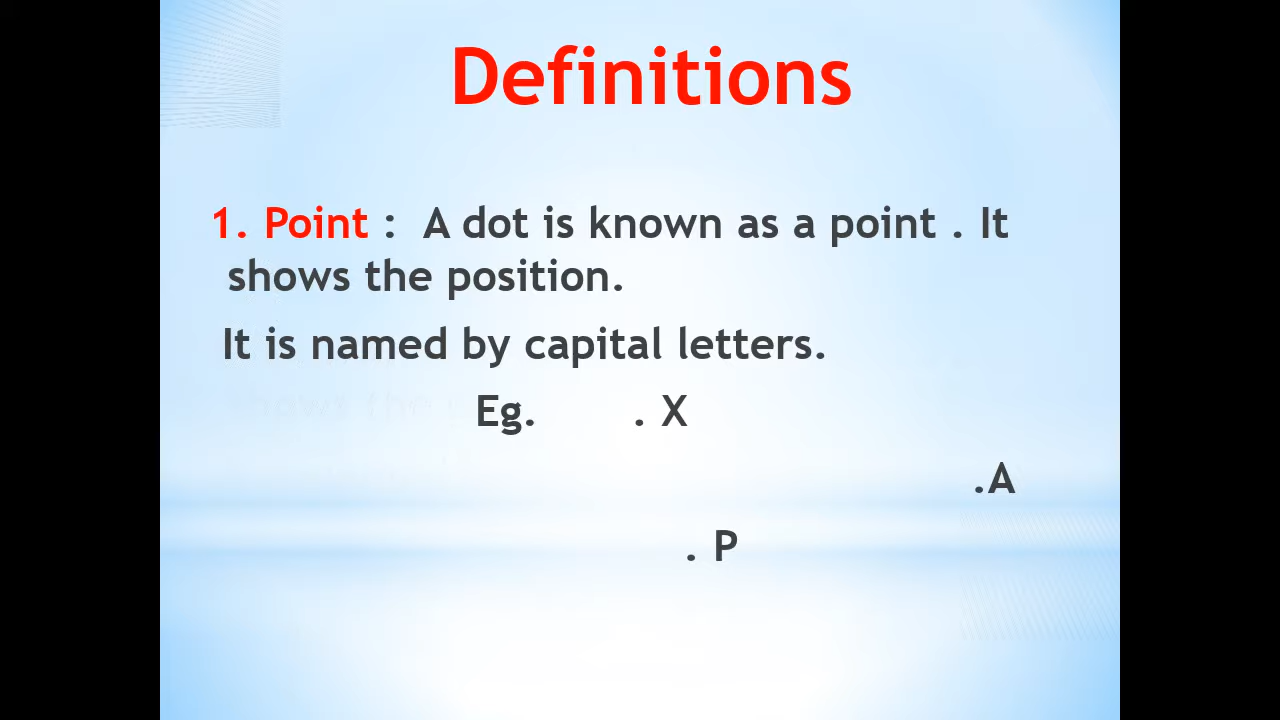 Definitions
1. Point : A dot is known as a point . It
shows the position.
It is named by capital letters.
Eg. . X
.A
. P